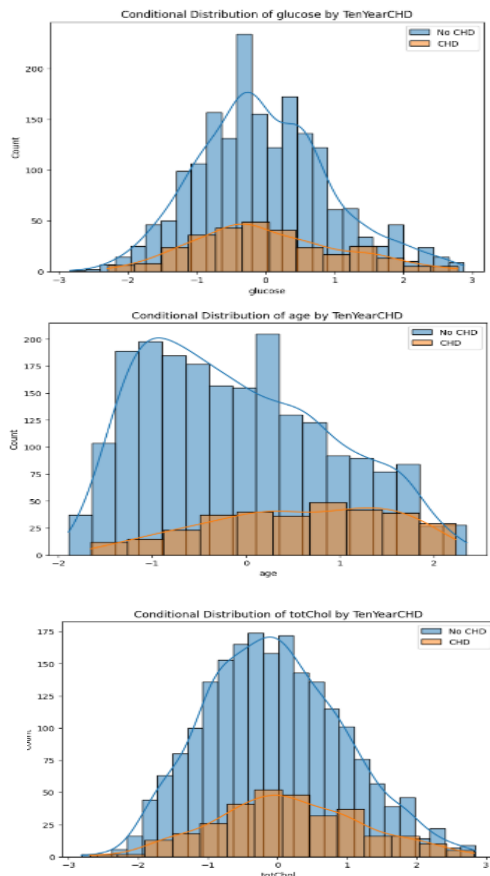 Conditional Distribution of glucose by TenYearCHD
No CHD
CHD
200
150
100
50
0
Count
−3 −2 −1 0 1 2 3
glucose
Conditional Distribution of age by TenYearCHD
No CHD
CHD
200
175
150
125
100
75
50
25
0
Count
−2 −1 0 1 2
age
Conditional Distribution of totChol by TenYearCHD
No CHD
CHD
175
150
125
100
75
50
25
0
Count
−3 −2 −1 0 1 2 3
totChol